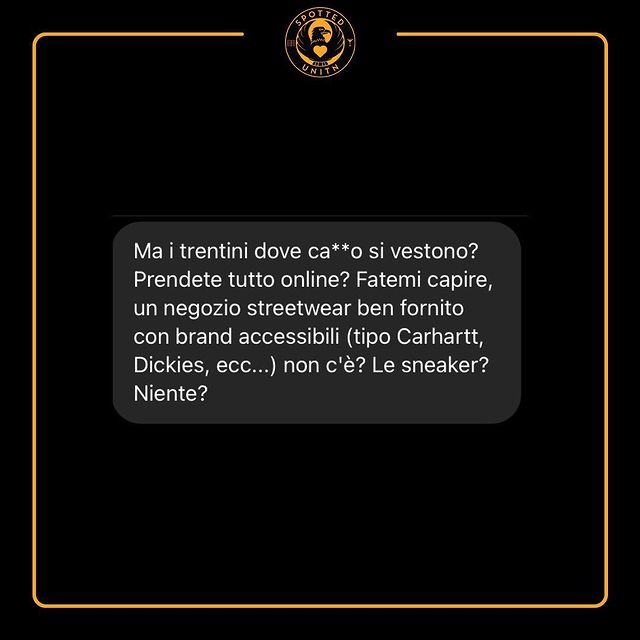 SPOTTED
UNITN
Ma i trentini dove ca**o si vestono?
Prendete tutto online? Fatemi capire,
un negozio streetwear ben fornito
con brand accessibili (tipo Carhartt,
Dickies, ecc...) non c'è? Le sneaker?
Niente?